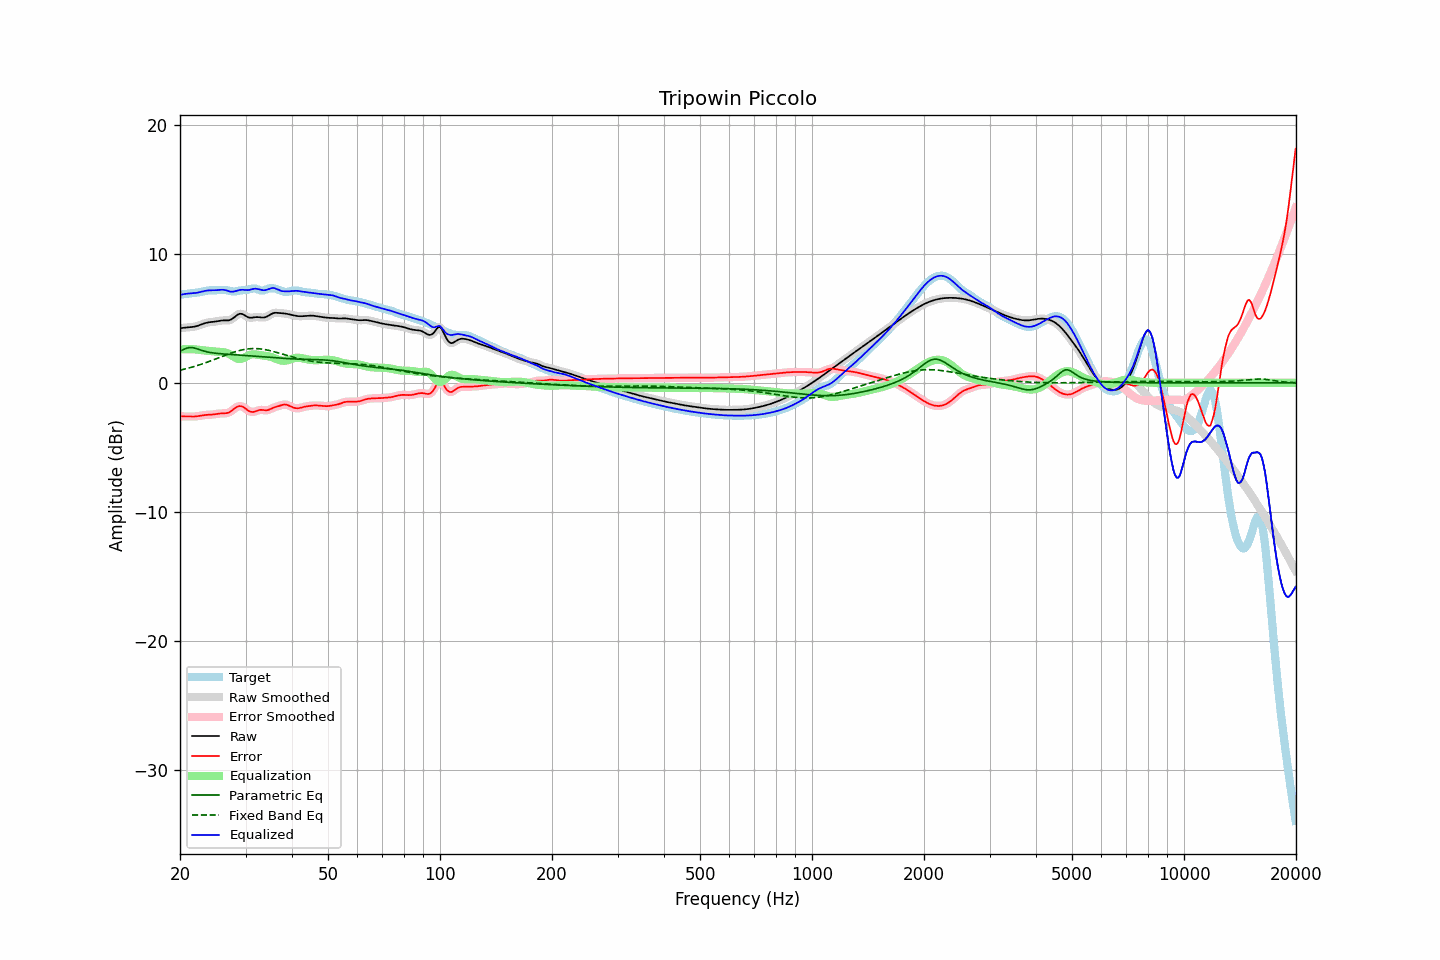 Tripowin Piccolo
20
10
0
−10
−20
−30
Amplitude (dBr)
Target
Raw Smoothed
Error Smoothed
Raw
Error
Equalization
Parametric Eq
Fixed Band Eq
Equalized
20 50 100 200 500 1000 2000 5000 10000 20000
Frequency (Hz)